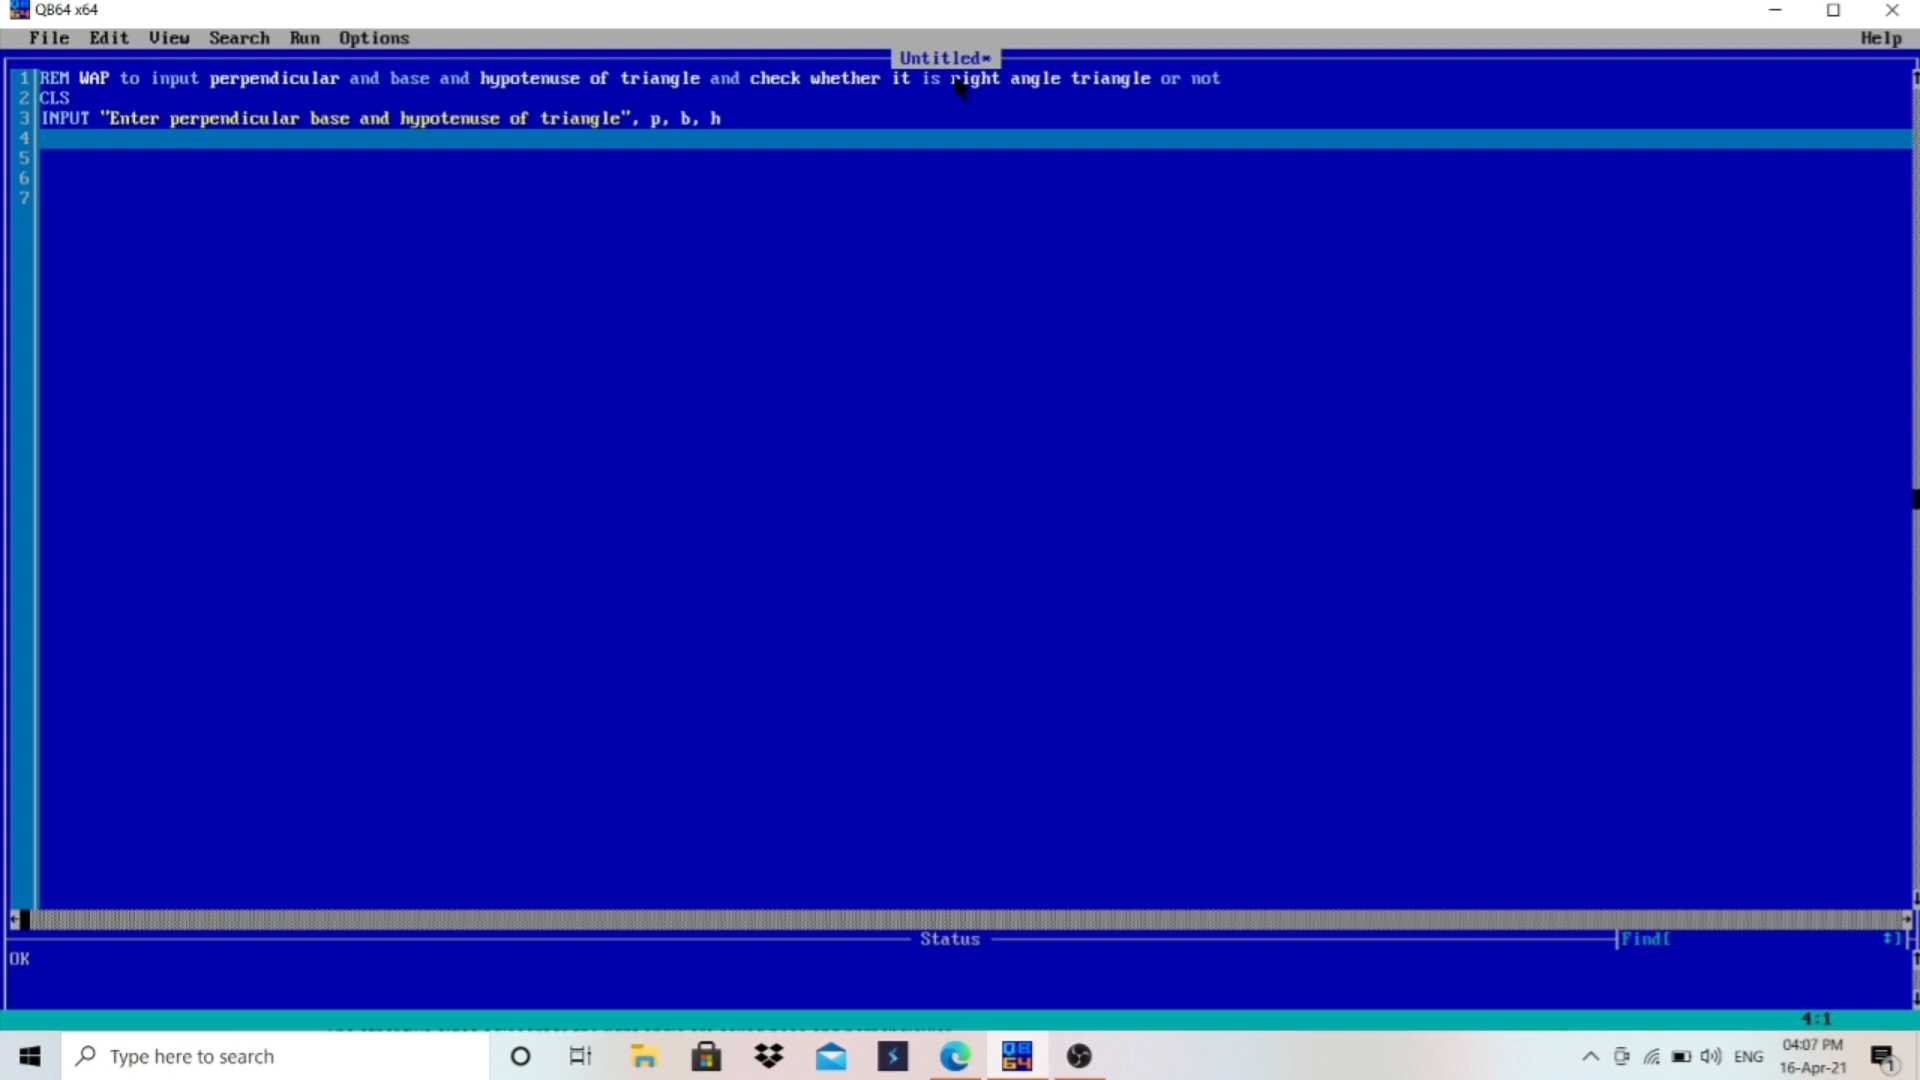 QB64 x64
File Edit View Search Run Options Help
Untitled*
1 REM WAP to input perpendicular and base and hypotenuse of triangle and check whether it is right angle triangle or not
2 CLS
3 INPUT "Enter perpendicular base and hypotenuse of triangle", p, b, h
4
5
6
7
Status
Find[
OK
4:1
Type here to search
ENG
04:07 PM
16-Apr-21
1